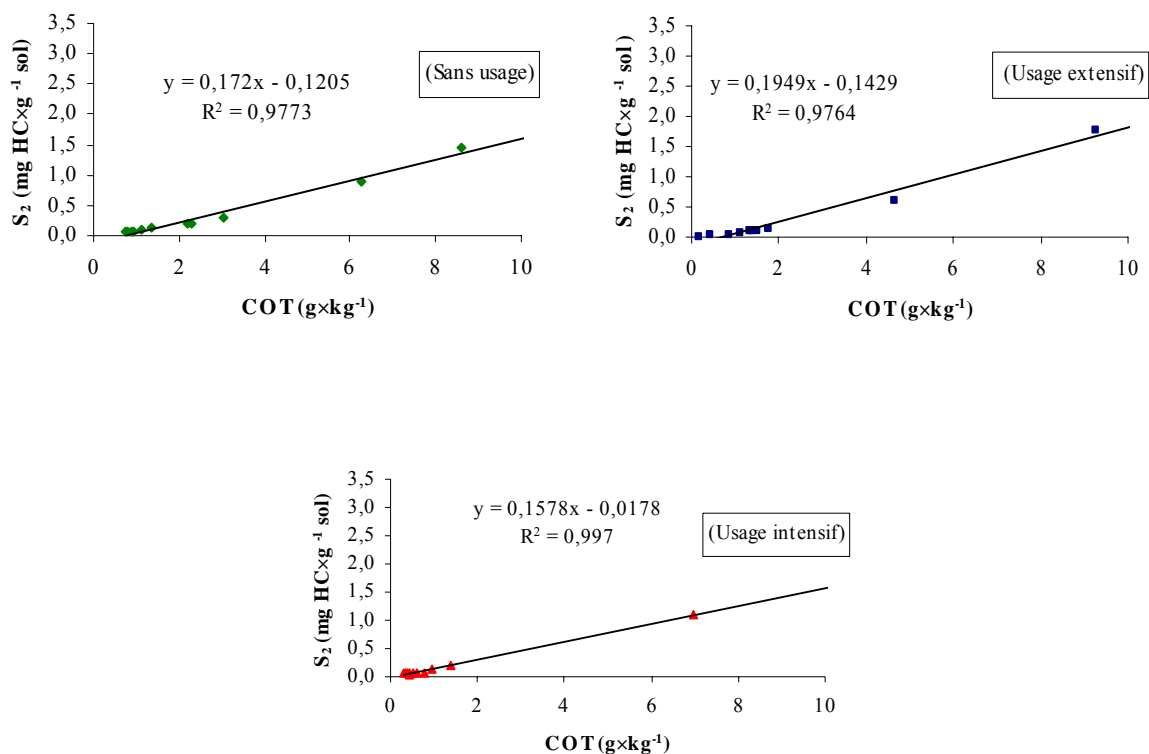 3,5
3,0
2,5
2,0
1,5
1,0
0,5
0,0
S₂ (mg HC×g ⁻¹ sol)
(Sans usage)
y = 0,172x - 0,1205
R² = 0,9773
0 2 4 6 8 10
COT (g×kg⁻¹)
3,5
3,0
2,5
2,0
1,5
1,0
0,5
0,0
S₂ (mg HC×g ⁻¹ sol)
(Usage extensif)
y = 0,1949x - 0,1429
R² = 0,9764
0 2 4 6 8 10
COT (g×kg⁻¹)
3,5
3,0
2,5
2,0
1,5
1,0
0,5
0,0
S₂ (mg HC×g ⁻¹ sol)
y = 0,1578x - 0,0178
R² = 0,997
(Usage intensif)
0 2 4 6 8 10
COT (g×kg⁻¹)